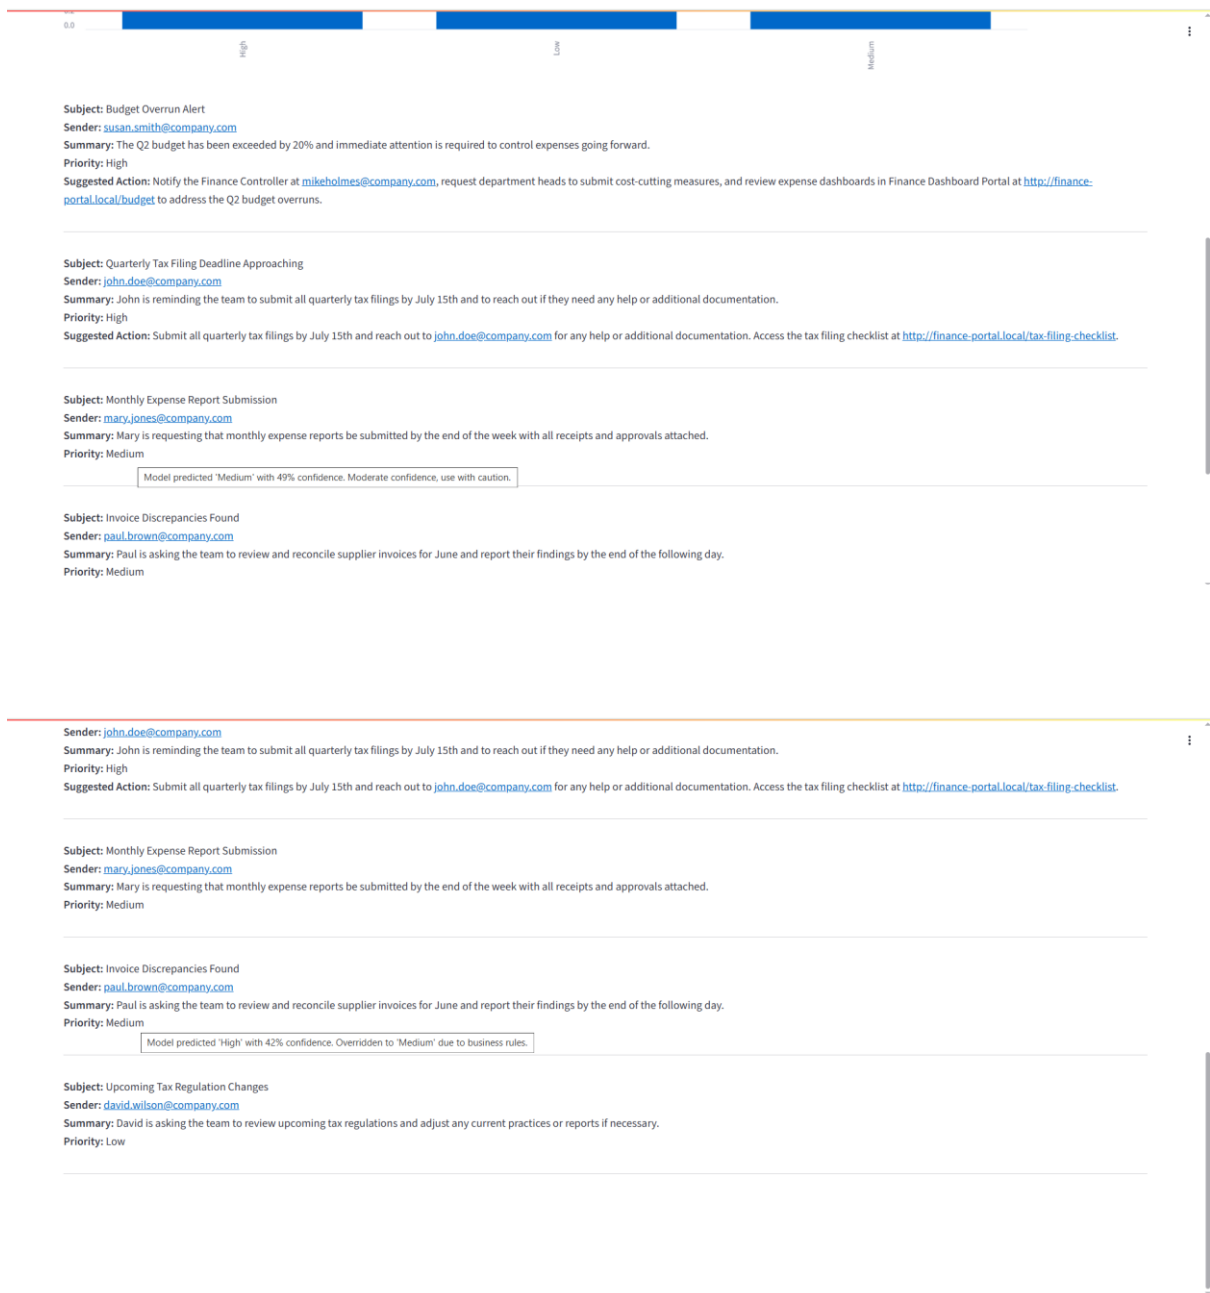 0.0
High
Low
Medium
Subject: Budget Overrun Alert
Sender: susan.smith@company.com
Summary: The Q2 budget has been exceeded by 20% and immediate attention is required to control expenses going forward.
Priority: High
Suggested Action: Notify the Finance Controller at mikeholmes@company.com, request department heads to submit cost-cutting measures, and review expense dashboards in Finance Dashboard Portal at http://finance-
portal.local/budget to address the Q2 budget overruns.
Subject: Quarterly Tax Filing Deadline Approaching
Sender: john.doe@company.com
Summary: John is reminding the team to submit all quarterly tax filings by July 15th and to reach out if they need any help or additional documentation.
Priority: High
Suggested Action: Submit all quarterly tax filings by July 15th and reach out to john.doe@company.com for any help or additional documentation. Access the tax filing checklist at http://finance-portal.local/tax-filing-checklist.
Subject: Monthly Expense Report Submission
Sender: mary.jones@company.com
Summary: Mary is requesting that monthly expense reports be submitted by the end of the week with all receipts and approvals attached.
Priority: Medium
Model predicted 'Medium' with 49% confidence. Moderate confidence, use with caution.
Subject: Invoice Discrepancies Found
Sender: paul.brown@company.com
Summary: Paul is asking the team to review and reconcile supplier invoices for June and report their findings by the end of the following day.
Priority: Medium
Sender: john.doe@company.com
Summary: John is reminding the team to submit all quarterly tax filings by July 15th and to reach out if they need any help or additional documentation.
Priority: High
Suggested Action: Submit all quarterly tax filings by July 15th and reach out to john.doe@company.com for any help or additional documentation. Access the tax filing checklist at http://finance-portal.local/tax-filing-checklist.
Subject: Monthly Expense Report Submission
Sender: mary.jones@company.com
Summary: Mary is requesting that monthly expense reports be submitted by the end of the week with all receipts and approvals attached.
Priority: Medium
Subject: Invoice Discrepancies Found
Sender: paul.brown@company.com
Summary: Paul is asking the team to review and reconcile supplier invoices for June and report their findings by the end of the following day.
Priority: Medium
Model predicted 'High' with 42% confidence. Overridden to 'Medium' due to business rules.
Subject: Upcoming Tax Regulation Changes
Sender: david.wilson@company.com
Summary: David is asking the team to review upcoming tax regulations and adjust any current practices or reports if necessary.
Priority: Low